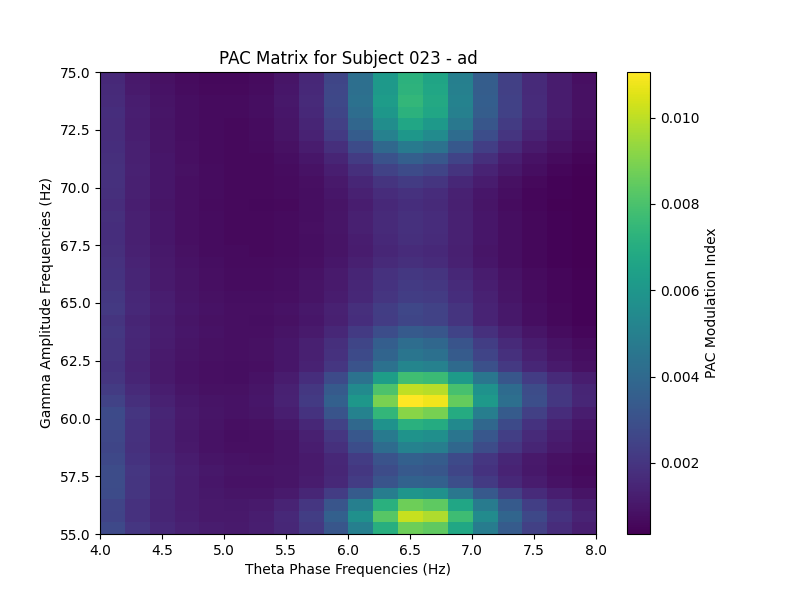 PAC Matrix for Subject 023 - ad
75.0
72.5
70.0
67.5
65.0
62.5
60.0
57.5
55.0
Gamma Amplitude Frequencies (Hz)
4.0 4.5 5.0 5.5 6.0 6.5 7.0 7.5 8.0
Theta Phase Frequencies (Hz)
0.010
0.008
0.006
0.004
0.002
PAC Modulation Index